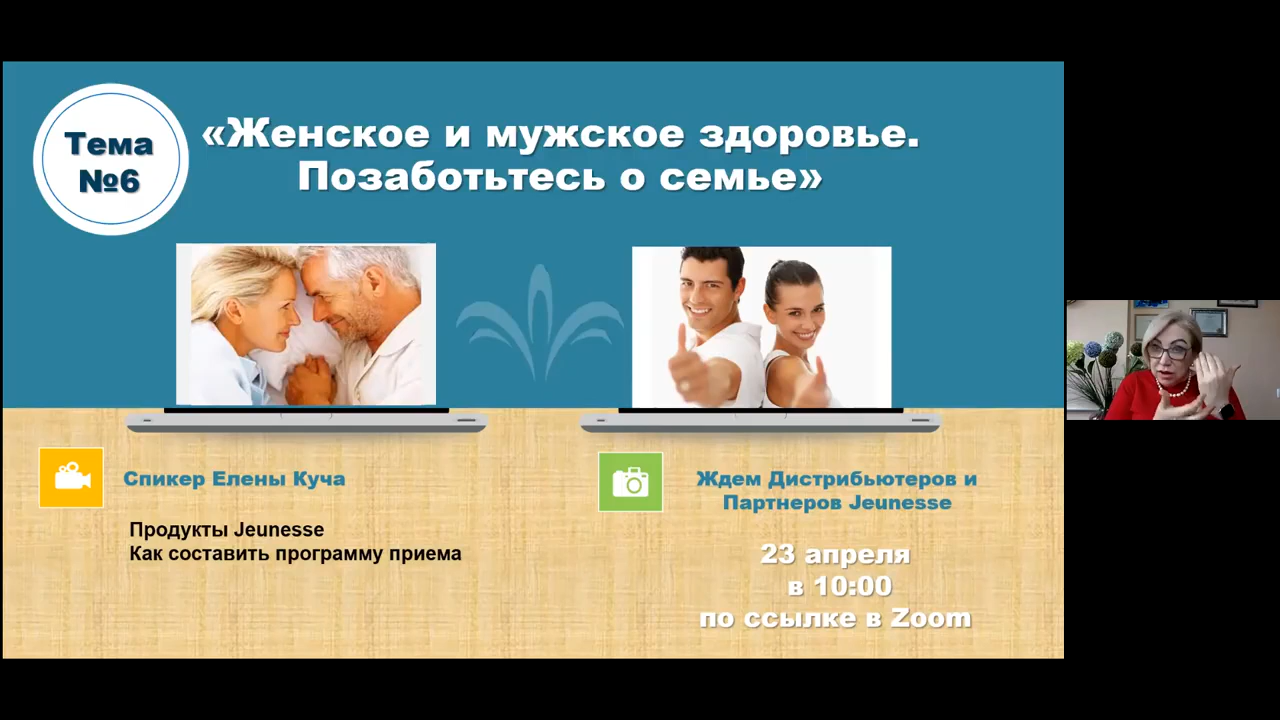 Тема
№6
«Женское и мужское здоровье.
Позаботьтесь о семье»
Спикер Елены Куча
Продукты Jeunesse
Как составить программу приема
Ждем Дистрибьютеров и
Партнеров Jeunesse
23 апреля
в 10:00
по ссылке в Zoom